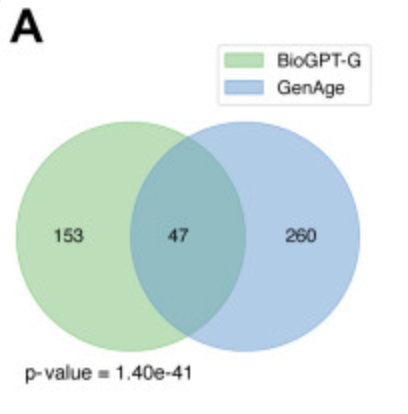 A
BioGPT-G
GenAge
153 47 260
p-value = 1.40e-41